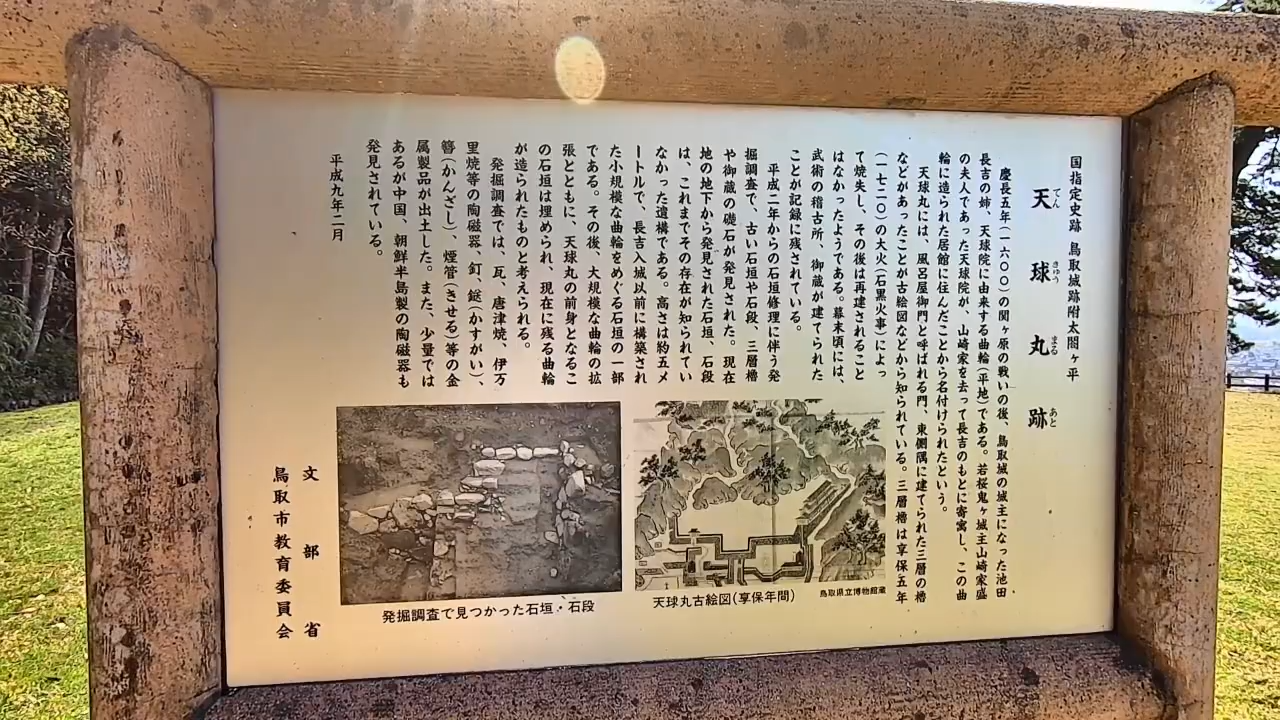 国指定史跡 鳥取城跡附太閤ヶ平
天球丸跡
てん きゅう まる あと
慶長五年(一六〇〇)の関ヶ原の戦いの後、鳥取城の城主になった池田
長吉の姉、天球院に由来する曲輪(平地)である。若桜鬼ヶ城主山崎家盛
の夫人であった天球院が、山崎家を去って長吉のもとに寄寓し、この曲
輪に造られた居館に住んだことから名付けられたという。
天球丸には、風呂屋御門と呼ばれる門、東側隅に建てられた三層の櫓
などがあったことが古絵図などから知られている。三層櫓は享保五年
(一七二〇)の大火(石黒火事)によっ
て焼失し、その後は再建されること
はなかったようである。幕末頃には、
武術の稽古所、御蔵が建てられた
ことが記録に残されている。
平成二年からの石垣修理に伴う発
掘調査で、古い石垣や石段、三層櫓
や御蔵の礎石が発見された。現在
地の地下から発見された石垣、石段
は、これまでその存在が知られてい
なかった遺構である。高さは約五メ
ートルで、長吉入城以前に構築され
た小規模な曲輪をめぐる石垣の一部
である。その後、大規模な曲輪の拡
張とともに、天球丸の前身となるこ
の石垣は埋められ、現在に残る曲輪
が造られたものと考えられる。
発掘調査では、瓦、唐津焼、伊万
里焼等の陶磁器、釘、鎹(かすがい)、
簪(かんざし)、煙管(きせる)等の金
属製品が出土した。また、少量では
あるが中国、朝鮮半島製の陶磁器も
発見されている。
平成九年二月
文部省
鳥取市教育委員会
鳥取県立博物館蔵
天球丸古絵図(享保年間)
発掘調査で見つかった石垣・石段